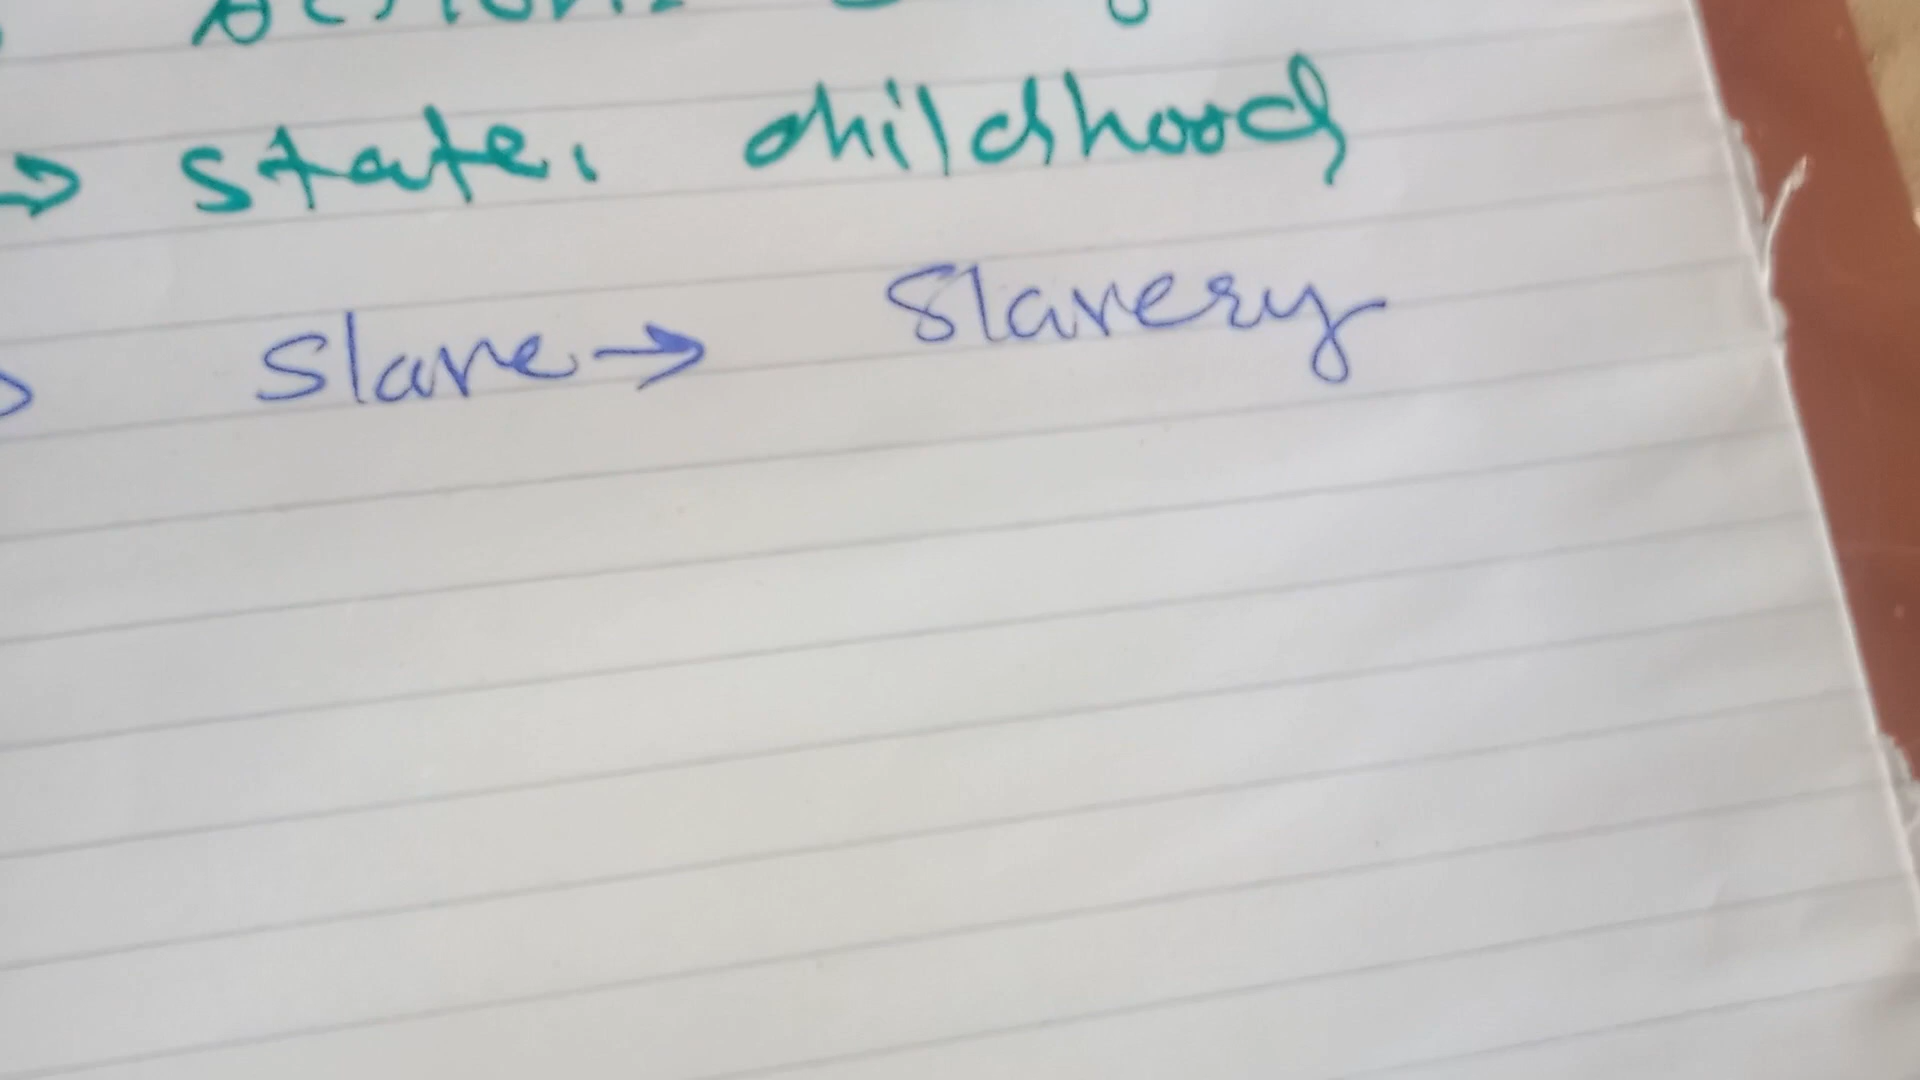 ⇒ state, childhood
slave → Slavery